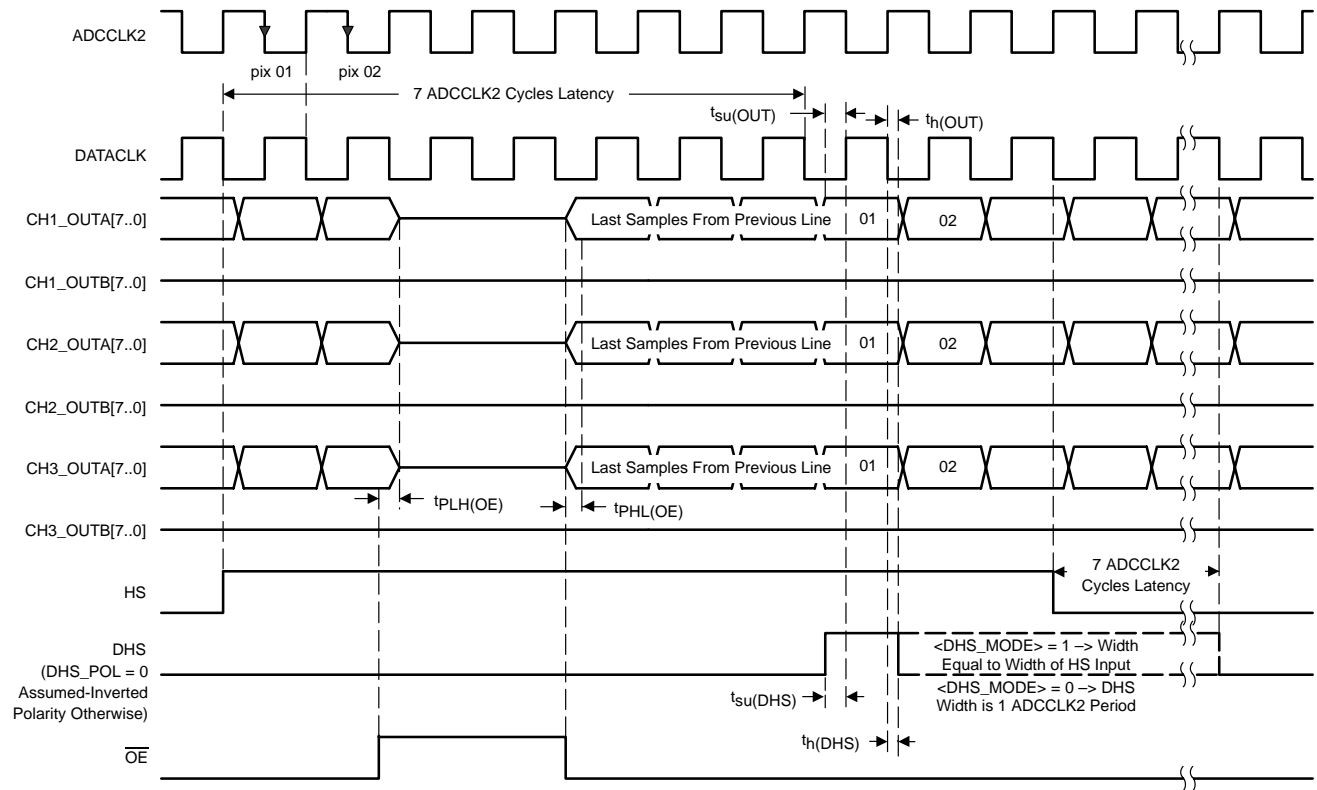 ADCCLK2
pix 01
pix 02
7 ADCCLK2 Cycles Latency
tsu(OUT)
th(OUT)
DATACLK
CH1_OUTA[7..0]
Last Samples From Previous Line
01
02
CH1_OUTB[7..0]
CH2_OUTA[7..0]
Last Samples From Previous Line
01
02
CH2_OUTB[7..0]
CH3_OUTA[7..0]
Last Samples From Previous Line
01
02
tPLH(OE)
tPHL(OE)
CH3_OUTB[7..0]
HS
7 ADCCLK2
Cycles Latency
DHS
(DHS_POL = 0
Assumed-Inverted
Polarity Otherwise)
<DHS_MODE> = 1 –> Width
Equal to Width of HS Input
<DHS_MODE> = 0 –> DHS
Width is 1 ADCCLK2 Period
tsu(DHS)
th(DHS)
OE